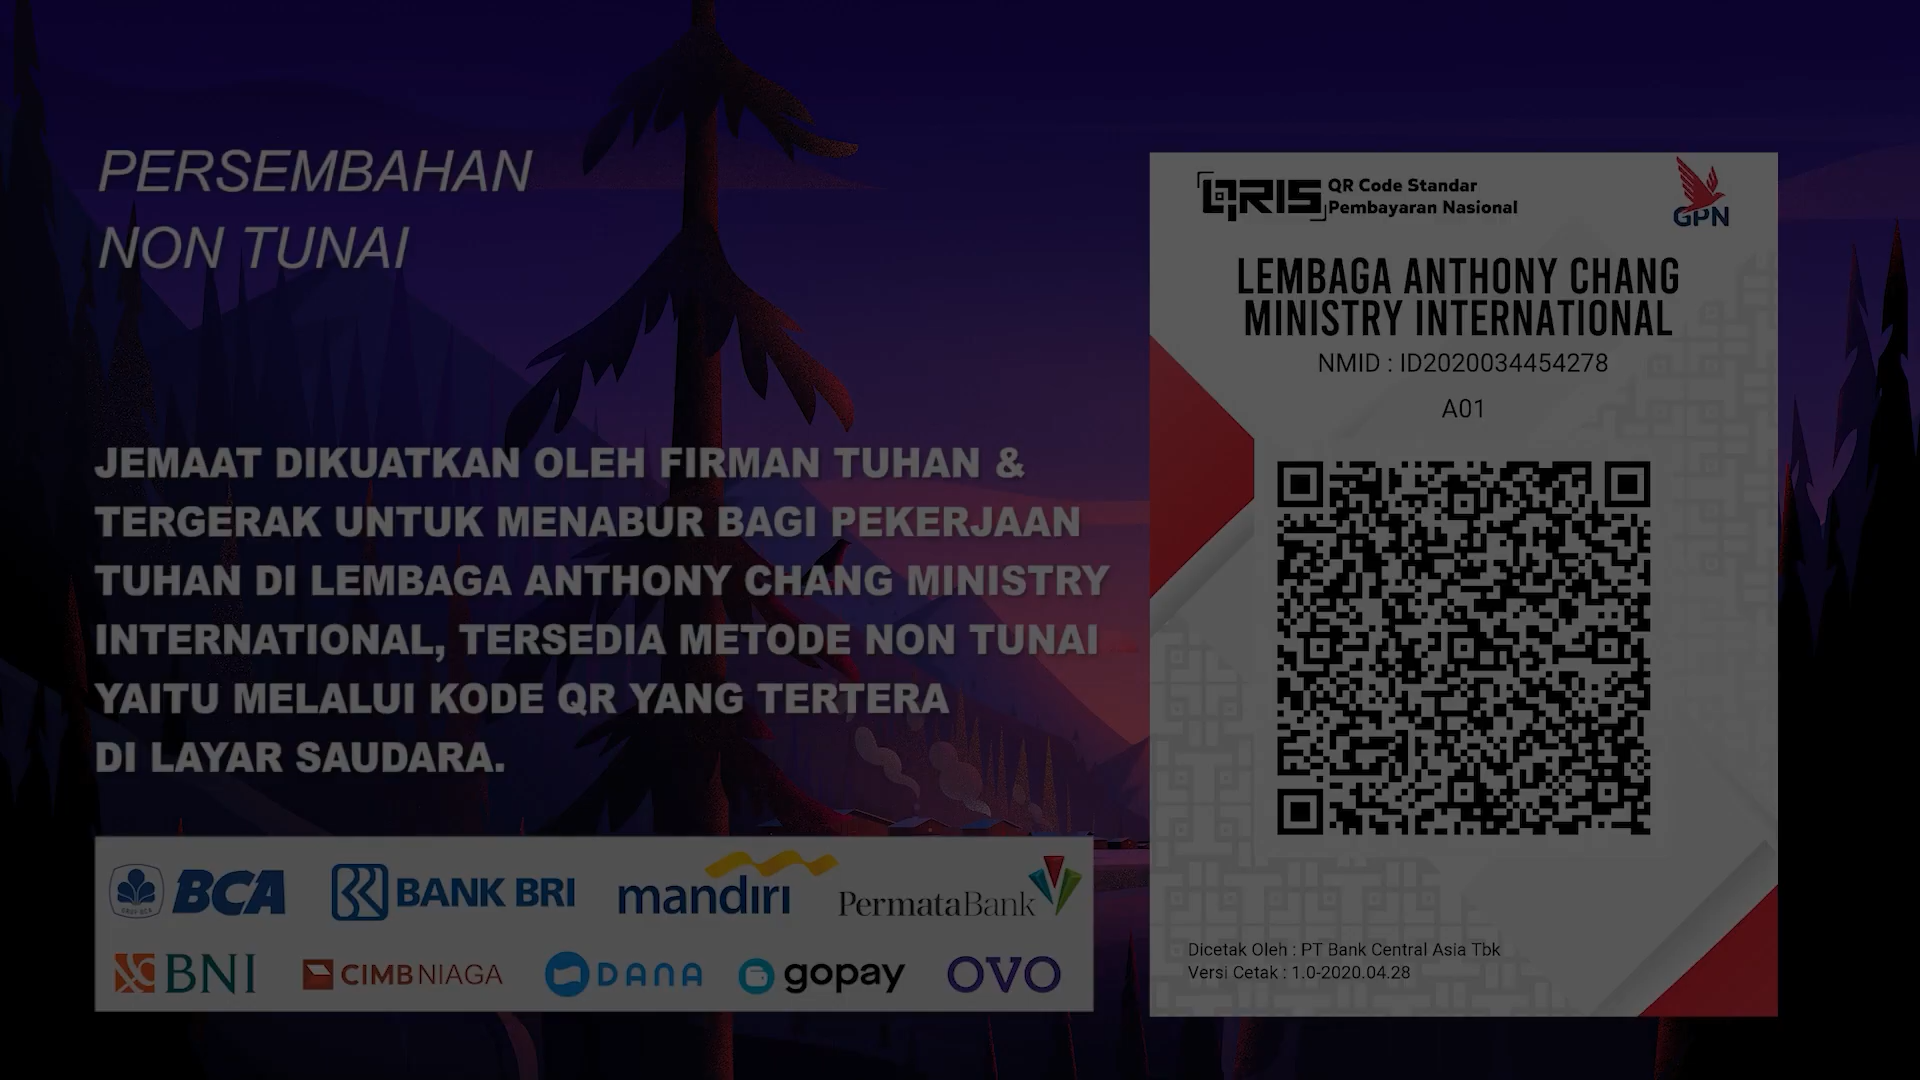 PERSEMBAHAN
NON TUNAI
JEMAAT DIKUATKAN OLEH FIRMAN TUHAN &
TERGERAK UNTUK MENABUR BAGI PEKERJAAN
TUHAN DI LEMBAGA ANTHONY CHANG MINISTRY
INTERNATIONAL, TERSEDIA METODE NON TUNAI
YAITU MELALUI KODE QR YANG TERTERA
DI LAYAR SAUDARA.
BCA BANK BRI mandiri PermataBank
BNI CIMB NIAGA DANA gopay OVO
QRIS QR Code Standar
Pembayaran Nasional
GPN
LEMBAGA ANTHONY CHANG
MINISTRY INTERNATIONAL
NMID : ID2020034454278
A01
Dicetak Oleh : PT Bank Central Asia Tbk
Versi Cetak : 1.0-2020.04.28